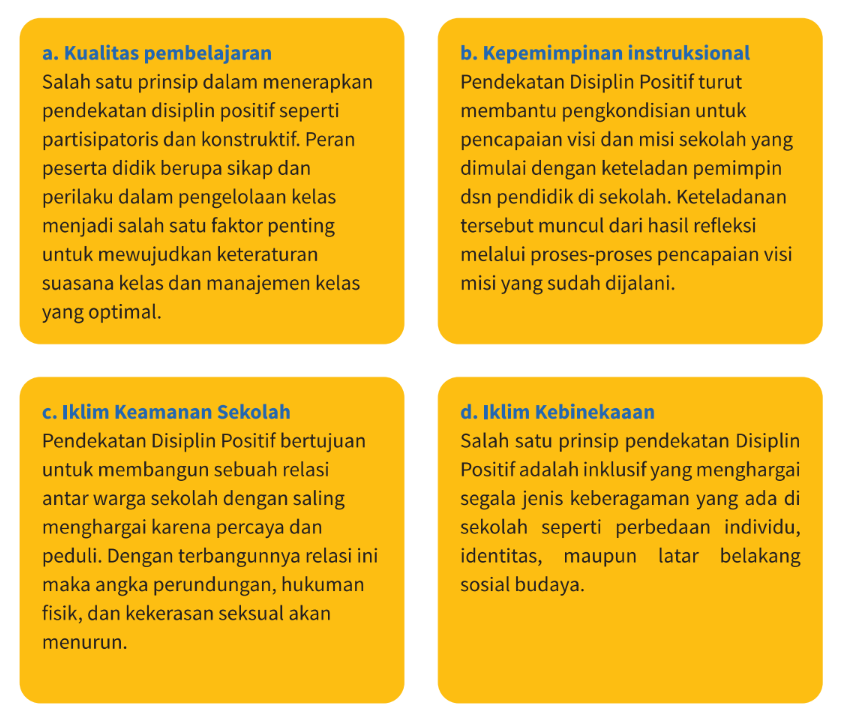 a. Kualitas pembelajaran
Salah satu prinsip dalam menerapkan
pendekatan disiplin positif seperti
partisipatoris dan konstruktif. Peran
peserta didik berupa sikap dan
perilaku dalam pengelolaan kelas
menjadi salah satu faktor penting
untuk mewujudkan keteraturan
suasana kelas dan manajemen kelas
yang optimal.
b. Kepemimpinan instruksional
Pendekatan Disiplin Positif turut
membantu pengkondisian untuk
pencapaian visi dan misi sekolah yang
dimulai dengan keteladan pemimpin
dsn pendidik di sekolah. Keteladanan
tersebut muncul dari hasil refleksi
melalui proses-proses pencapaian visi
misi yang sudah dijalani.
c. Iklim Keamanan Sekolah
Pendekatan Disiplin Positif bertujuan
untuk membangun sebuah relasi
antar warga sekolah dengan saling
menghargai karena percaya dan
peduli. Dengan terbangunnya relasi ini
maka angka perundungan, hukuman
fisik, dan kekerasan seksual akan
menurun.
d. Iklim Kebinekaaan
Salah satu prinsip pendekatan Disiplin
Positif adalah inklusif yang menghargai
segala jenis keberagaman yang ada di
sekolah seperti perbedaan individu,
identitas, maupun latar belakang
sosial budaya.